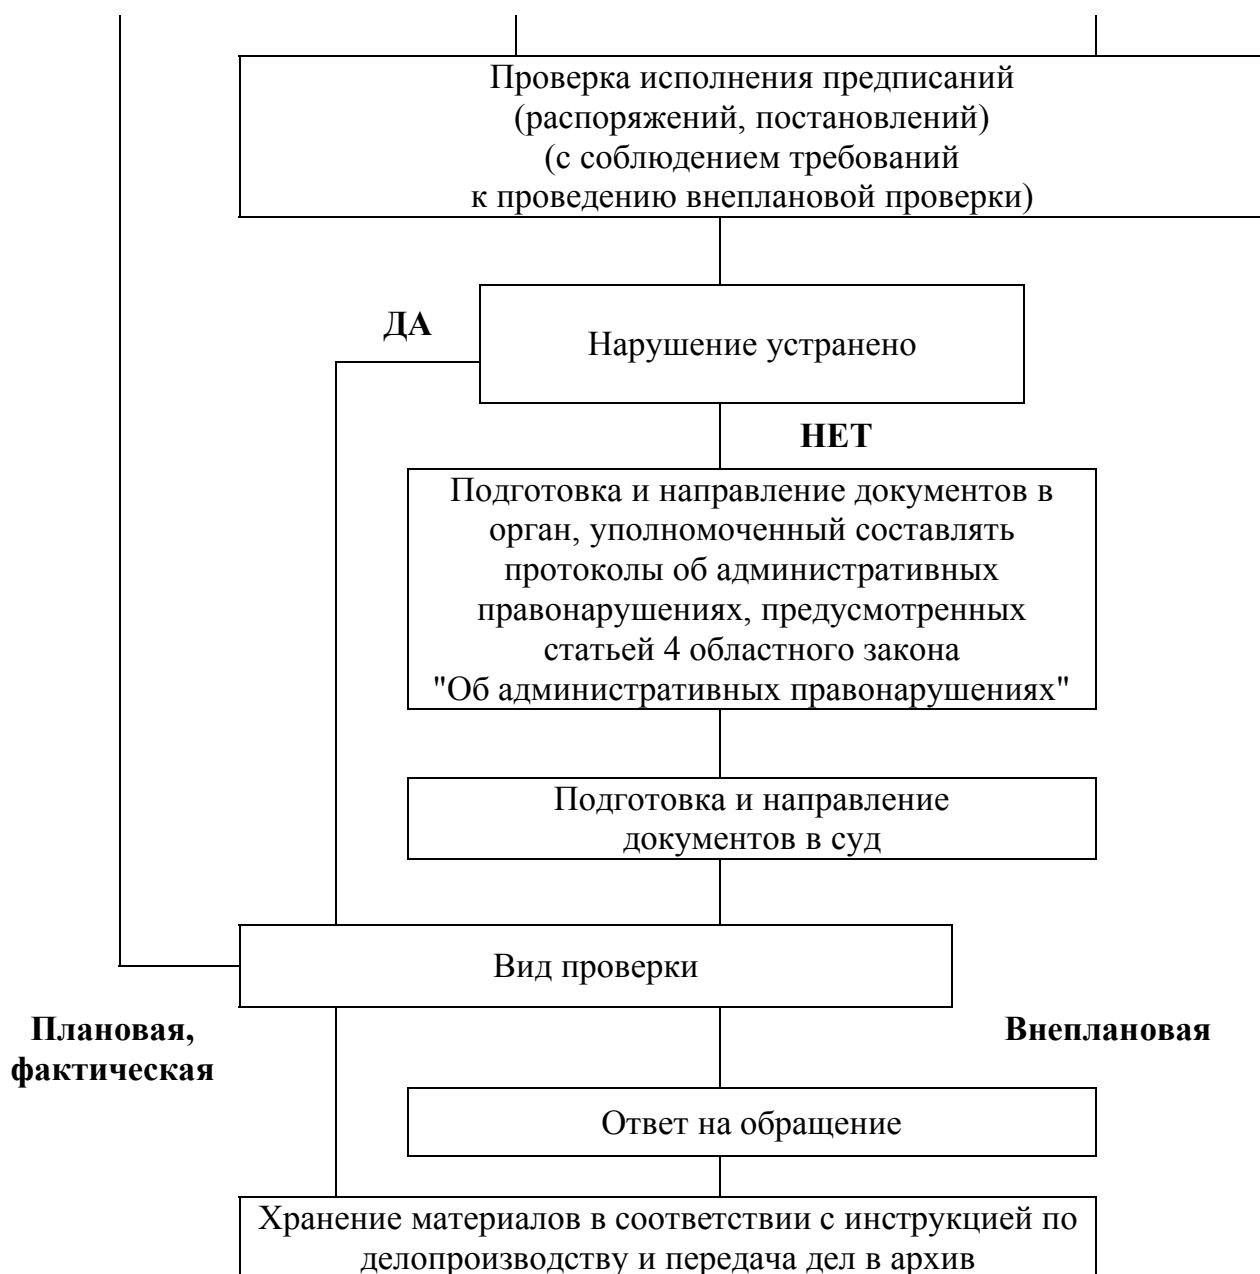 Проверка исполнения предписаний
(распоряжений, постановлений)
(с соблюдением требований
к проведению внеплановой проверки)
ДА
Нарушение устранено
НЕТ
Подготовка и направление документов в
орган, уполномоченный составлять
протоколы об административных
правонарушениях, предусмотренных
статьей 4 областного закона
"Об административных правонарушениях"
Подготовка и направление
документов в суд
Вид проверки
Плановая,
фактическая
Внеплановая
Ответ на обращение
Хранение материалов в соответствии с инструкцией по
делопроизводству и передача дел в архив